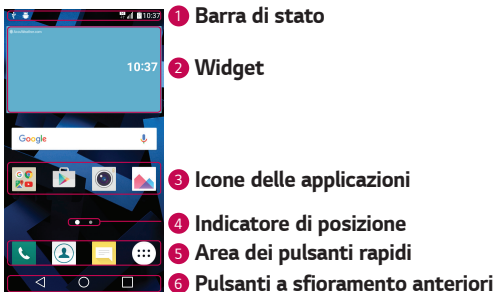 10:37
1 Barra di stato
10:37
2 Widget
Google
3 Icone delle applicazioni
4 Indicatore di posizione
5 Area dei pulsanti rapidi
6 Pulsanti a sfioramento anteriori